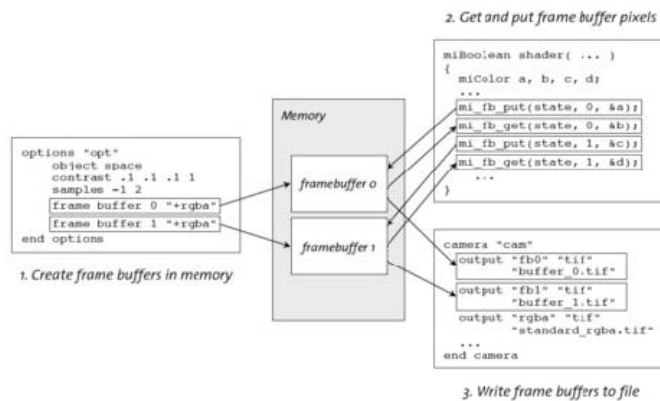 2. Get and put frame buffer pixels
miBoolean shader( ... )
{
miColor a, b, c, d;
...
mi_fb_put(state, 0, &a);
mi_fb_get(state, 0, &b);
mi_fb_put(state, 1, &c);
mi_fb_get(state, 1, &d);
...
}
Memory
framebuffer 0
framebuffer 1
options "opt"
object space
contrast .1 .1 .1 1
samples -1 2
frame buffer 0 "+rgba"
frame buffer 1 "+rgba"
end options
1. Create frame buffers in memory
camera "cam"
output "fb0" "tif"
"buffer_0.tif"
output "fb1" "tif"
"buffer_1.tif"
output "rgba" "tif"
"standard_rgba.tif"
...
end camera
3. Write frame buffers to file